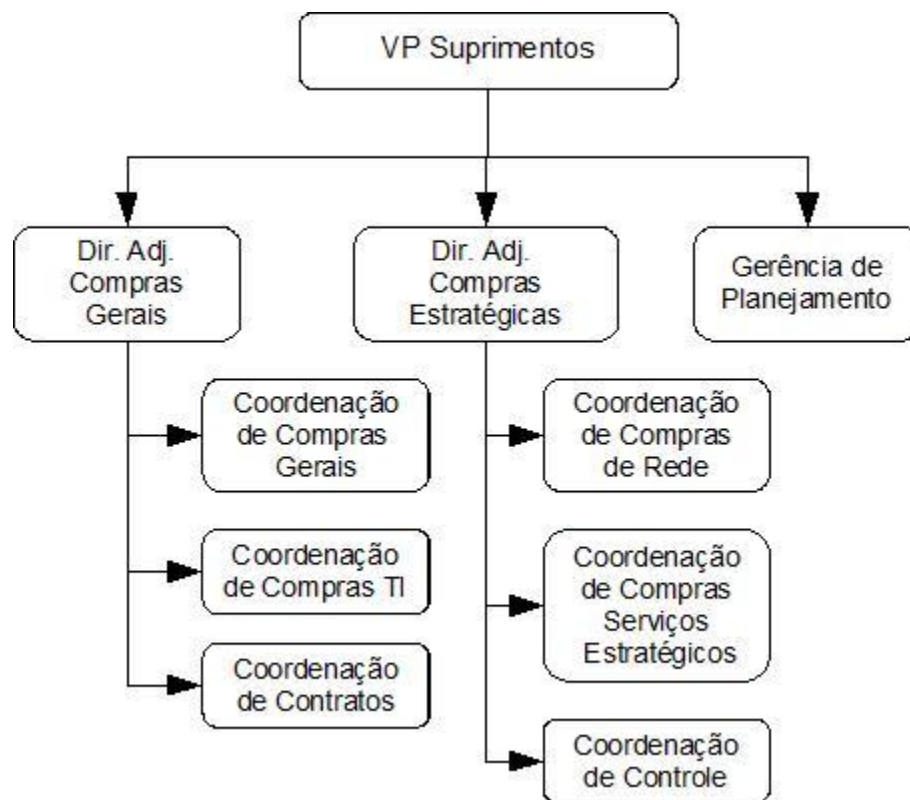 VP Suprimentos
Dir. Adj.
Compras
Gerais
Dir. Adj.
Compras
Estratégicas
Gerência de
Planejamento
Coordenação
de Compras
Gerais
Coordenação
de Compras TI
Coordenação
de Contratos
Coordenação
de Compras
de Rede
Coordenação
de Compras
Serviços
Estratégicos
Coordenação
de Controle